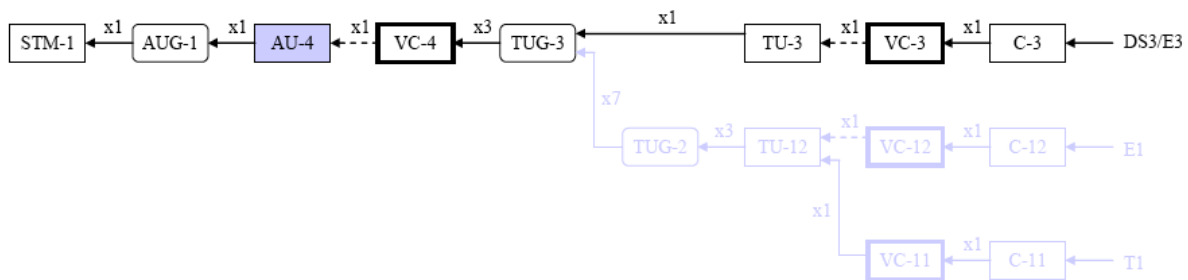 x1 x1 x1 x3 x1 x1 x1
STM-1 AUG-1 AU-4 VC-4 TUG-3 TU-3 VC-3 C-3 DS3/E3
x7
x3 x1 x1
TUG-2 TU-12 VC-12 C-12 E1
x1
x1
VC-11 C-11 T1